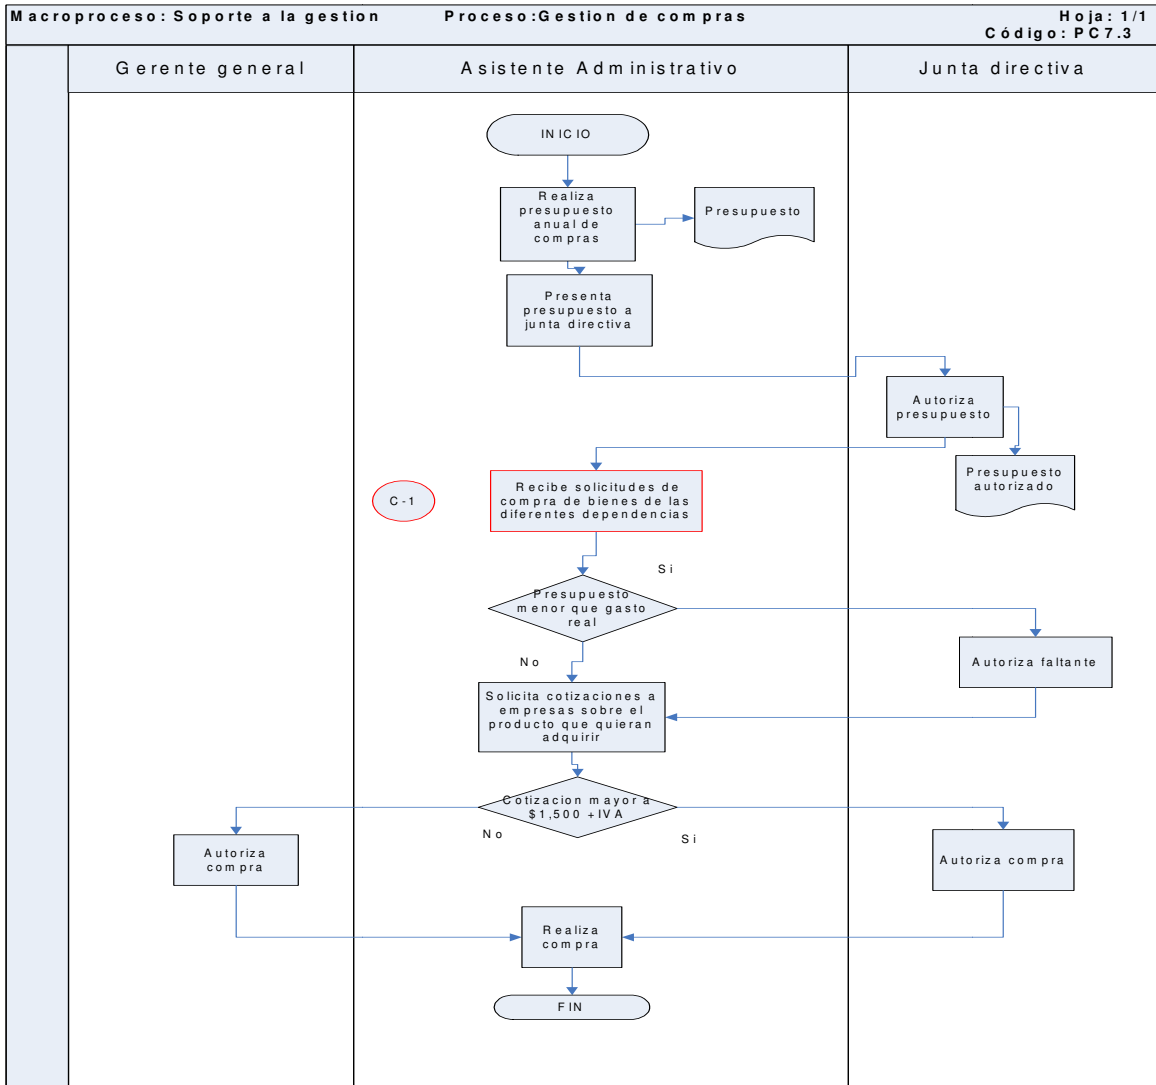 Macroproceso: Soporte a la gestion Proceso:Gestion de compras Hoja: 1/1
Código: PC7.3
Gerente general Asistente Administrativo Junta directiva
INICIO
Realiza
presupuesto
anual de
compras
Presupuesto
Presenta
presupuesto a
junta directiva
Autoriza
presupuesto
Presupuesto
autorizado
C-1
Recibe solicitudes de
compra de bienes de las
diferentes dependencias
Si
Presupuesto
menor que gasto
real
No
Autoriza faltante
Solicita cotizaciones a
empresas sobre el
producto que quieran
adquirir
Cotizacion mayor a
$1,500 +IVA
No
Si
Autoriza
compra
Autoriza compra
Realiza
compra
FIN